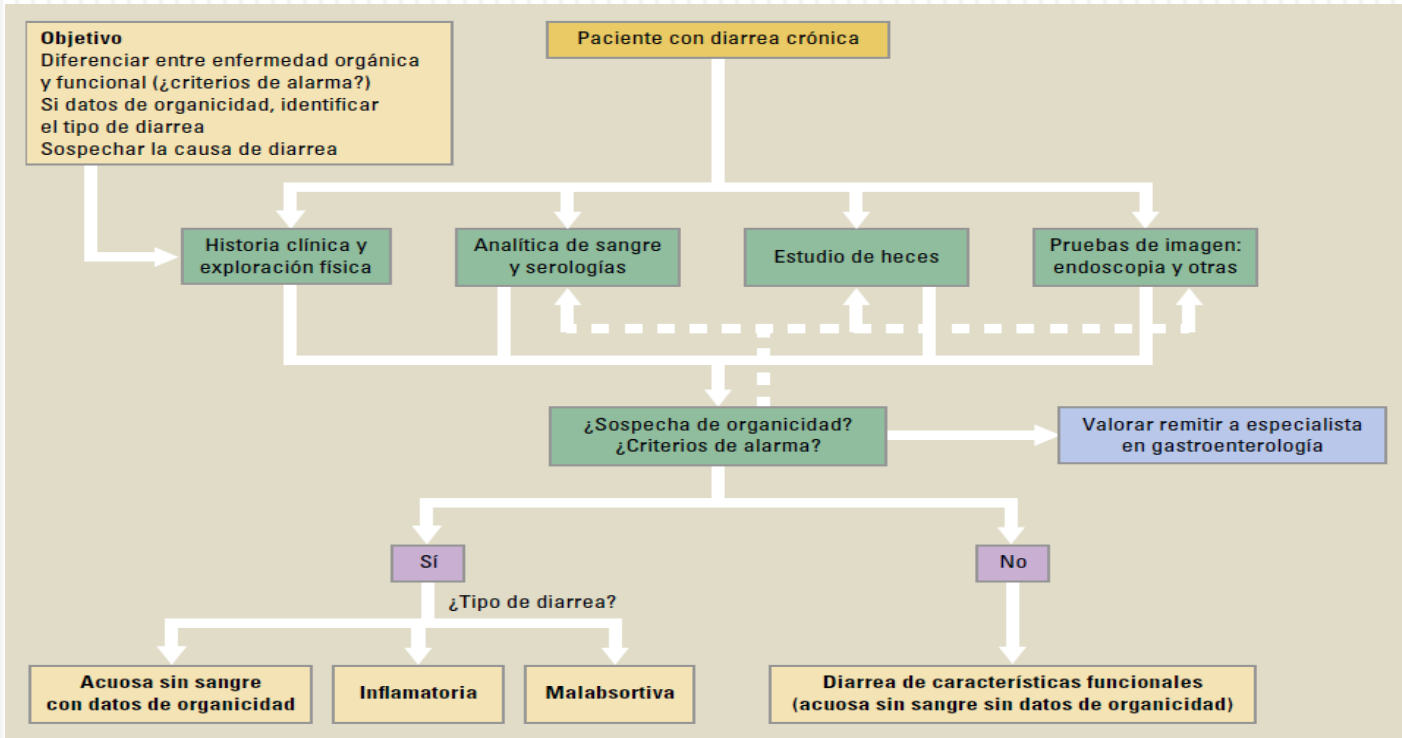 Objetivo
Diferenciar entre enfermedad orgánica
y funcional (¿criterios de alarma?)
Si datos de organicidad, identificar
el tipo de diarrea
Sospechar la causa de diarrea
Paciente con diarrea crónica
Historia clínica y
exploración física
Analítica de sangre
y serologías
Estudio de heces
Pruebas de imagen:
endoscopia y otras
¿Sospecha de organicidad?
¿Criterios de alarma?
Valorar remitir a especialista
en gastroenterología
Sí
No
¿Tipo de diarrea?
Acuosa sin sangre
con datos de organicidad
Inflamatoria
Malabsortiva
Diarrea de características funcionales
(acuosa sin sangre sin datos de organicidad)